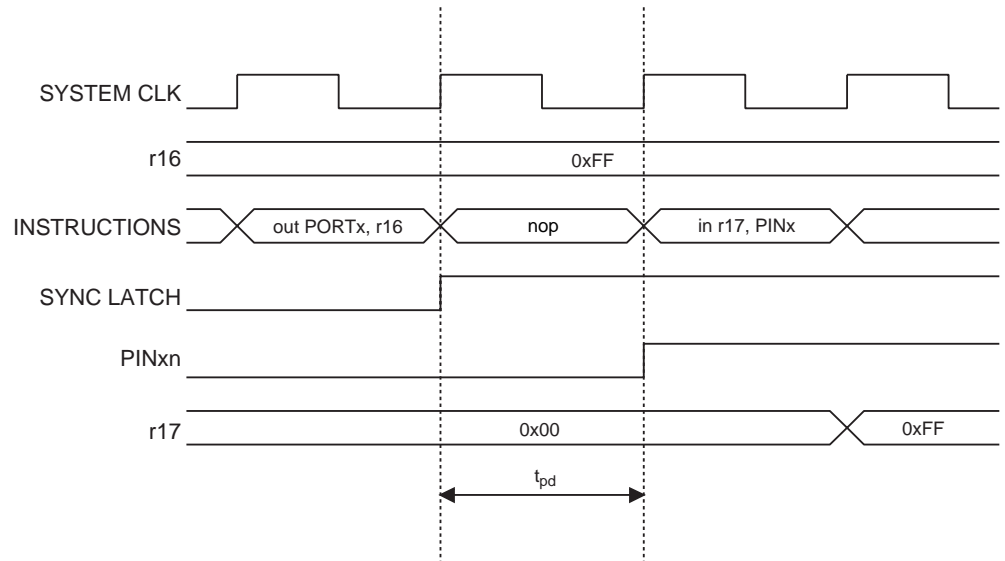 SYSTEM CLK
r16
0xFF
INSTRUCTIONS
out PORTx, r16
nop
in r17, PINx
SYNC LATCH
PINxn
r17
0x00
0xFF
tpd